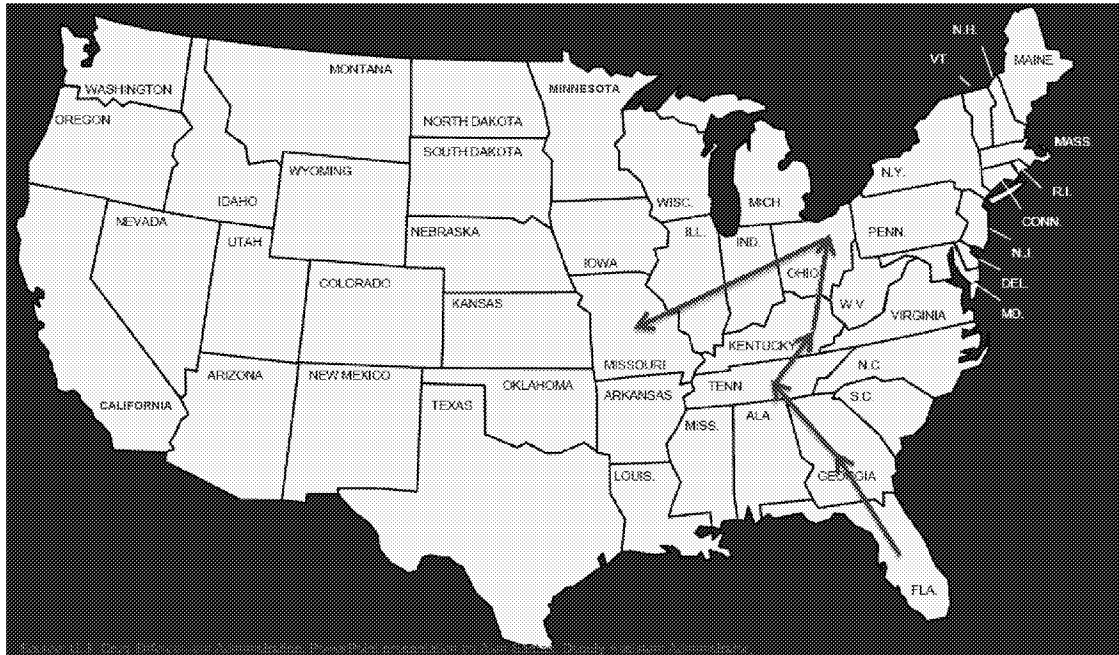 N.H.
VT
MAINE
WASHINGTON
MONTANA
MINNESOTA
OREGON
NORTH DAKOTA
MASS
SOUTH DAKOTA
WYOMING
N.Y.
R.I.
IDAHO
WISC.
MICH
NEVADA
CONN.
UTAH
NEBRASKA
ILL.
IND.
PENN.
N.J
IOWA
OHIO
COLORADO
DEL.
KANSAS
W.V
VIRGINIA
MD.
KENTUCKY
MISSOURI
N.C
ARIZONA
NEW MEXICO
OKLAHOMA
ARKANSAS
TENN
S.C.
CALIFORNIA
TEXAS
MISS.
ALA.
LOUIS.
GEORGIA
FLA.